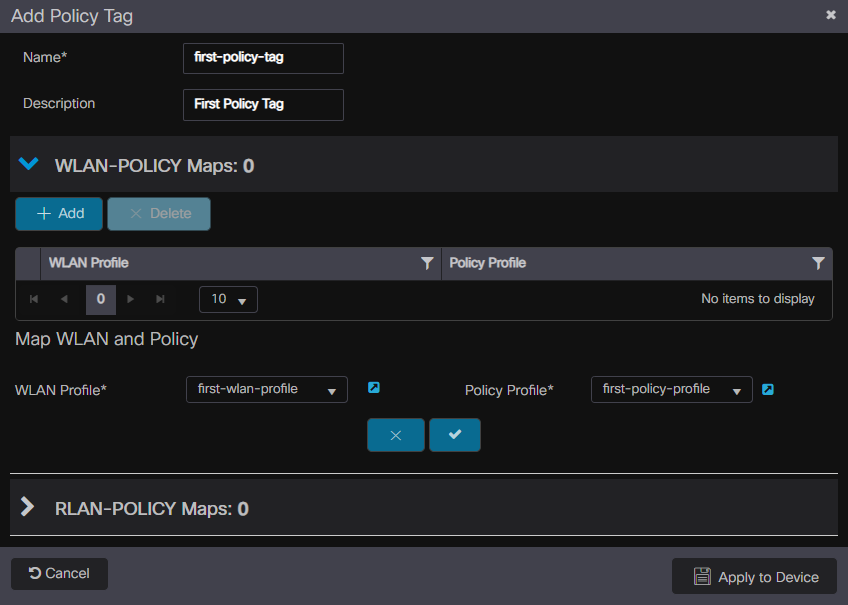 Add Policy Tag
Name*
first-policy-tag
Description
First Policy Tag
WLAN-POLICY Maps: 0
Add Delete
WLAN Profile Policy Profile
0 10 No items to display
Map WLAN and Policy
WLAN Profile* first-wlan-profile Policy Profile* first-policy-profile
RLAN-POLICY Maps: 0
Cancel Apply to Device